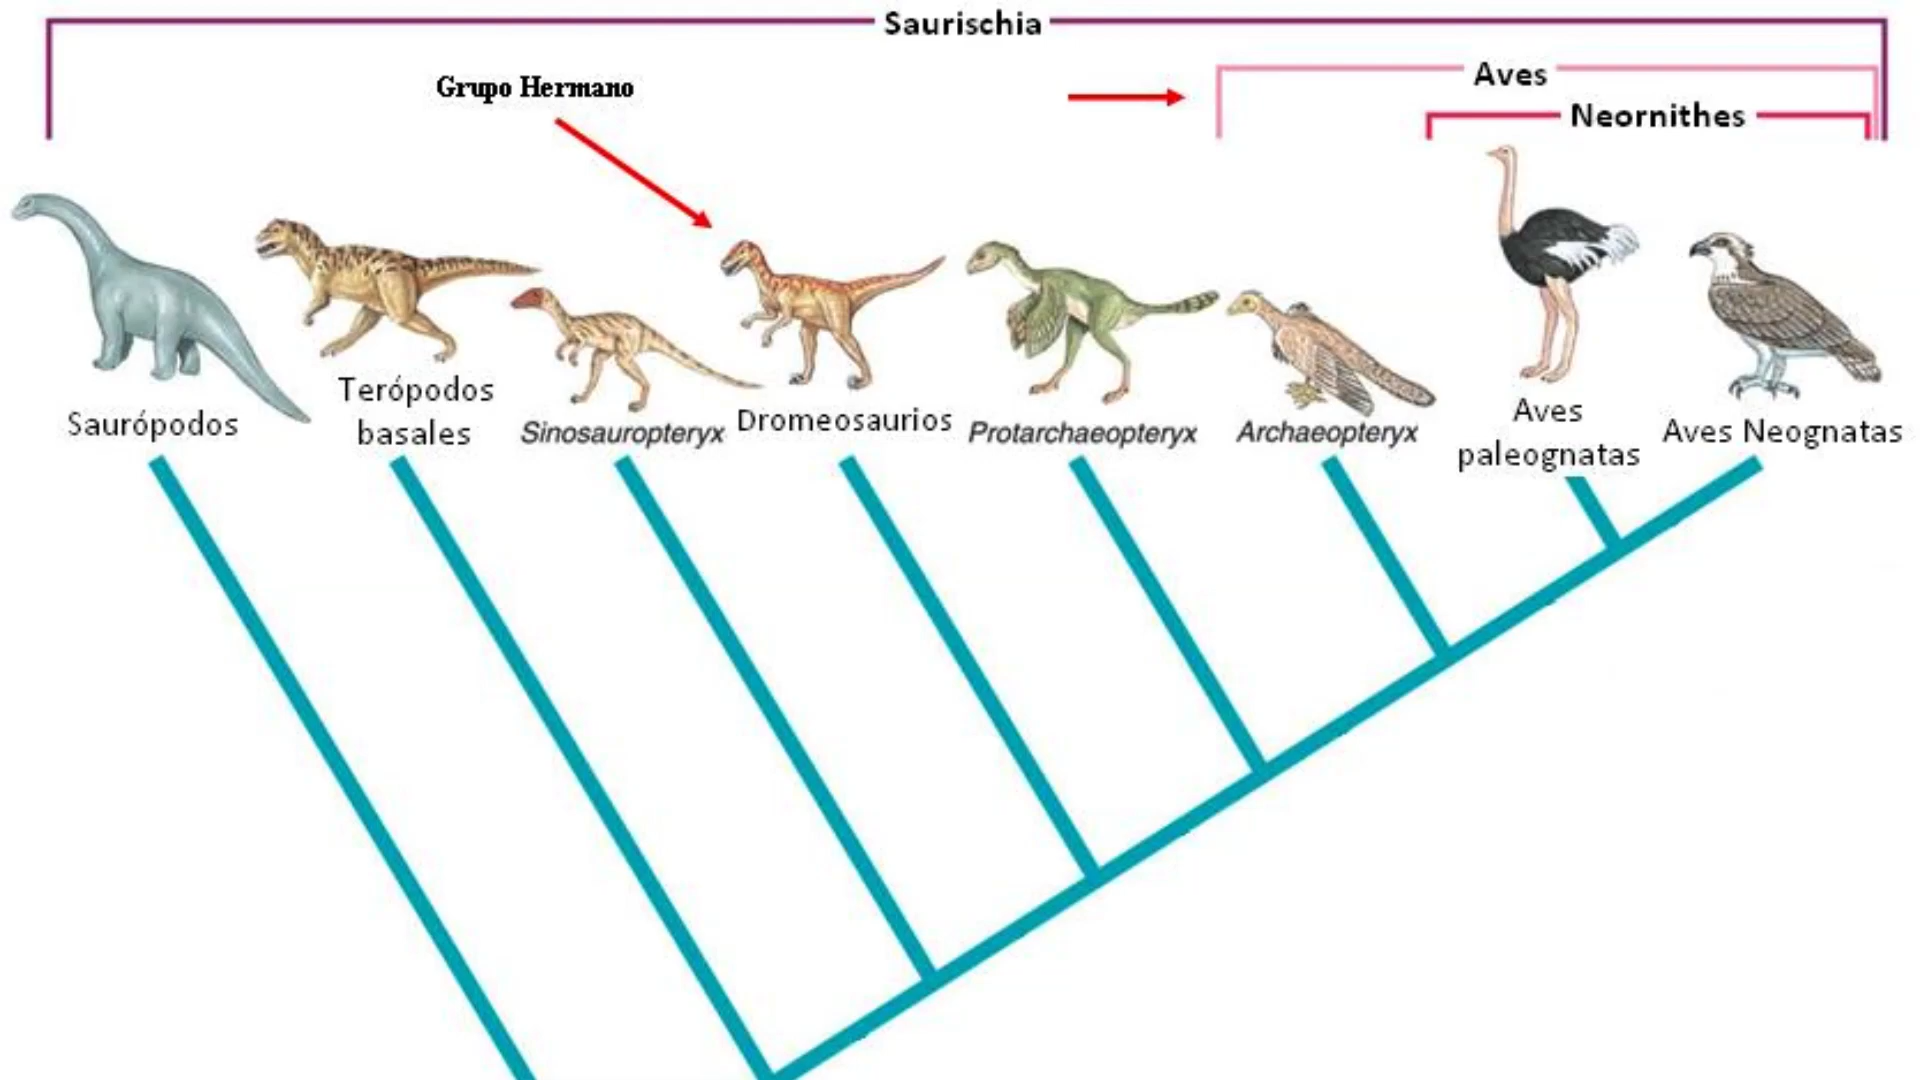 Saurischia
Aves
Grupo Hermano
Neornithes
Saurópodos
Terópodos
basales
Sinosauropteryx
Dromeosaurios
Protarchaeopteryx
Archaeopteryx
Aves
paleognatas
Aves Neognatas